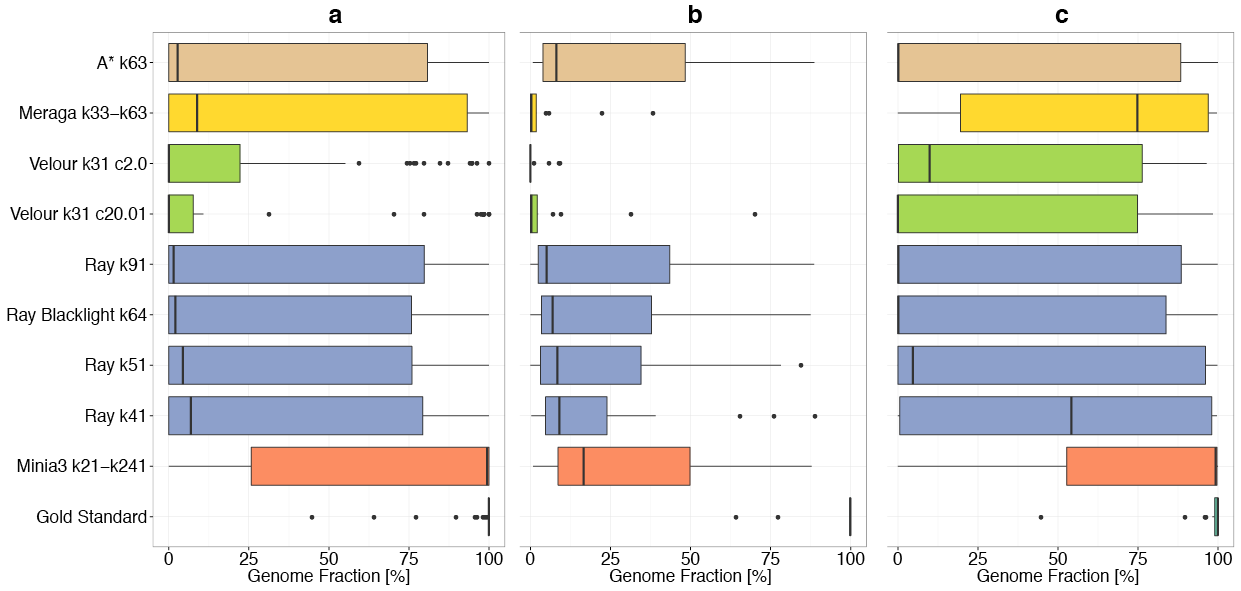 a b c
A* k63
Meraga k33–k63
Velour k31 c2.0
Velour k31 c20.01
Ray k91
Ray Blacklight k64
Ray k51
Ray k41
Minia3 k21–k241
Gold Standard
0 25 50 75 100 0 25 50 75 100 0 25 50 75 100
Genome Fraction [%] Genome Fraction [%] Genome Fraction [%]